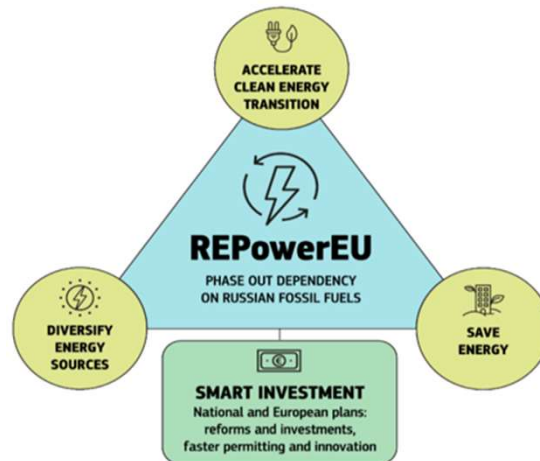 ACCELERATE
CLEAN ENERGY
TRANSITION
REPowerEU
PHASE OUT DEPENDENCY
ON RUSSIAN FOSSIL FUELS
DIVERSIFY
ENERGY
SOURCES
SAVE
ENERGY
€
SMART INVESTMENT
National and European plans:
reforms and investments,
faster permitting and innovation